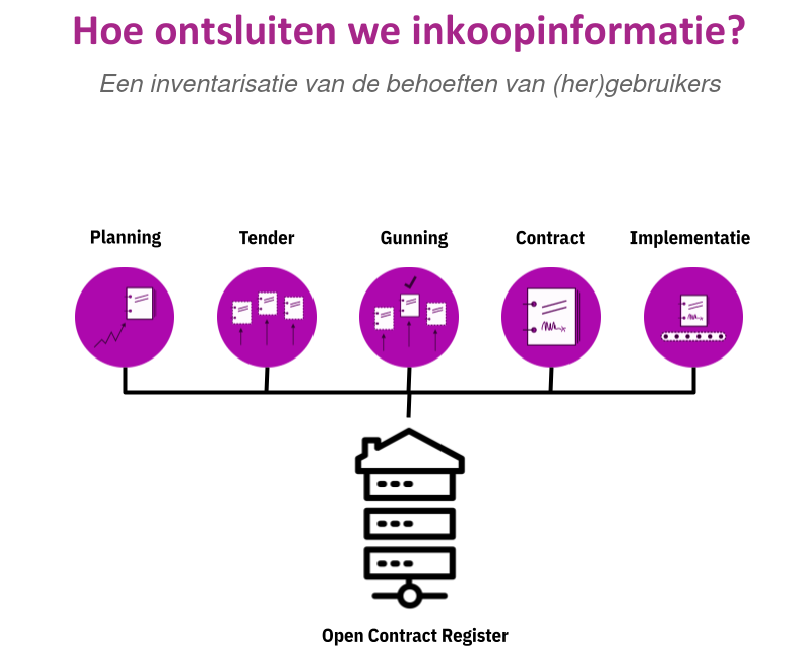 Hoe ontsluiten we inkoopinformatie?
Een inventarisatie van de behoeften van (her)gebruikers
Planning Tender Gunning Contract Implementatie
Open Contract Register